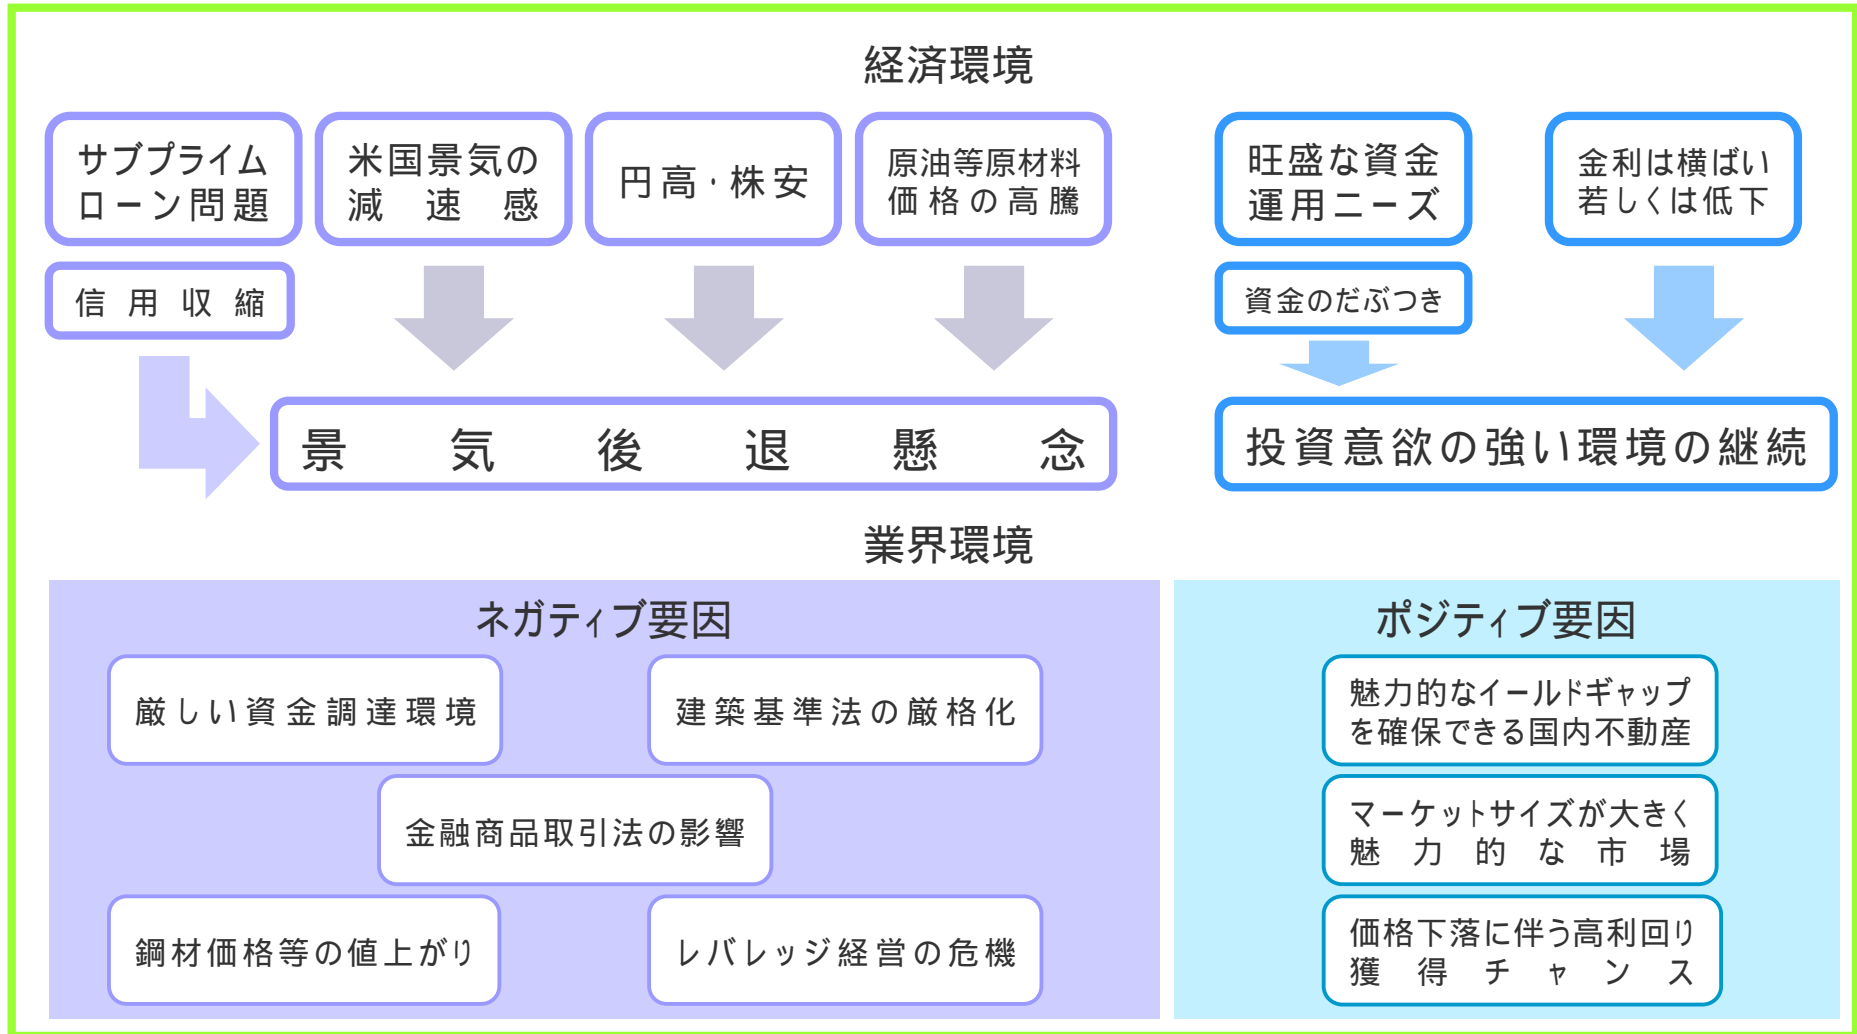 経済環境
サブプライム
ローン問題
米国景気の
減速感
円高・株安
原油等原材料
価格の高騰
旺盛な資金
運用ニーズ
金利は横ばい
若しくは低下
信用収縮
資金のだぶつき
景気後退懸念
投資意欲の強い環境の継続
業界環境
ネガティブ要因
厳しい資金調達環境
建築基準法の厳格化
金融商品取引法の影響
鋼材価格等の値上がり
レバレッジ経営の危機
ポジティブ要因
魅力的なイールドギャップ
を確保できる国内不動産
マーケットサイズが大きく
魅力的な市場
価格下落に伴う高利回り
獲得チャンス